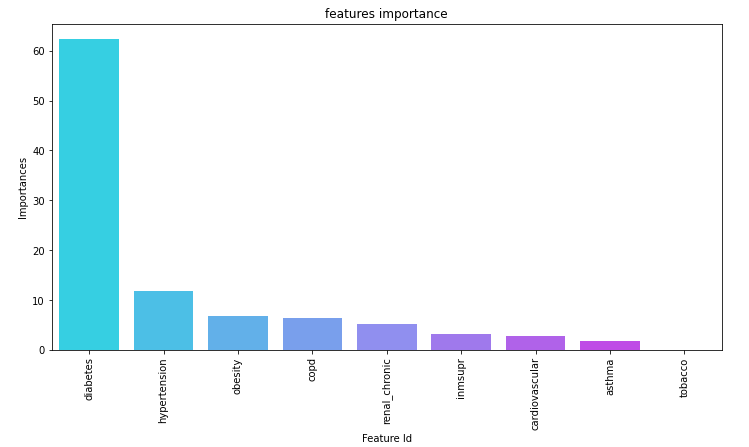 features importance
Importances
60
50
40
30
20
10
0
diabetes
hypertension
obesity
copd
renal_chronic
inmsupr
cardiovascular
asthma
tobacco
Feature Id